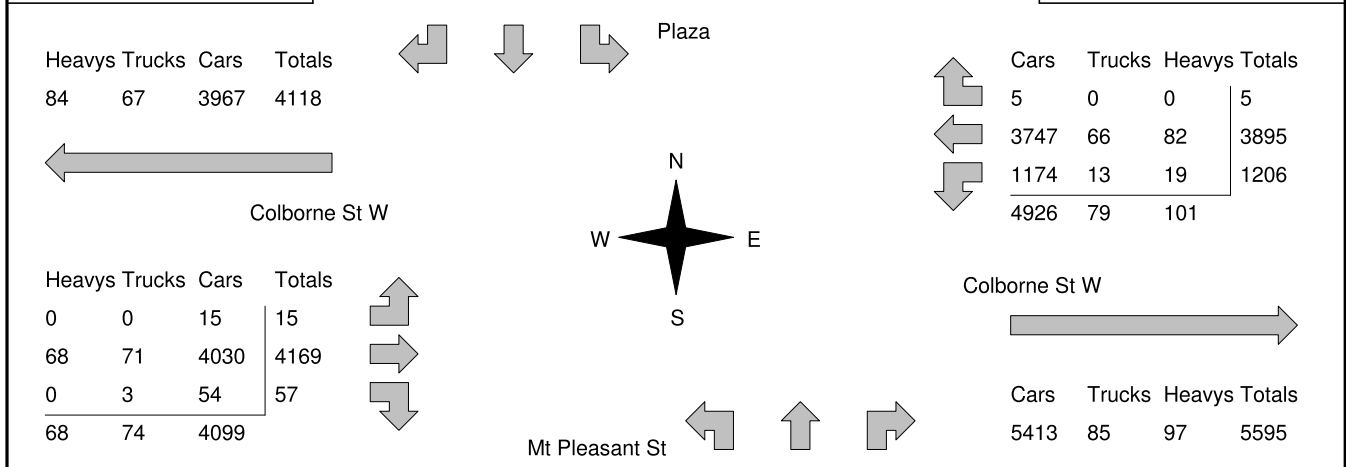 Plaza
Heavys Trucks Cars Totals
84 67 3967 4118
Colborne St W
Heavys Trucks Cars Totals
0 0 15 15
68 71 4030 4169
0 3 54 57
68 74 4099
N
W E
S
Mt Pleasant St
Cars Trucks Heavys Totals
5 0 0 5
3747 66 82 3895
1174 13 19 1206
4926 79 101
Colborne St W
Cars Trucks Heavys Totals
5413 85 97 5595